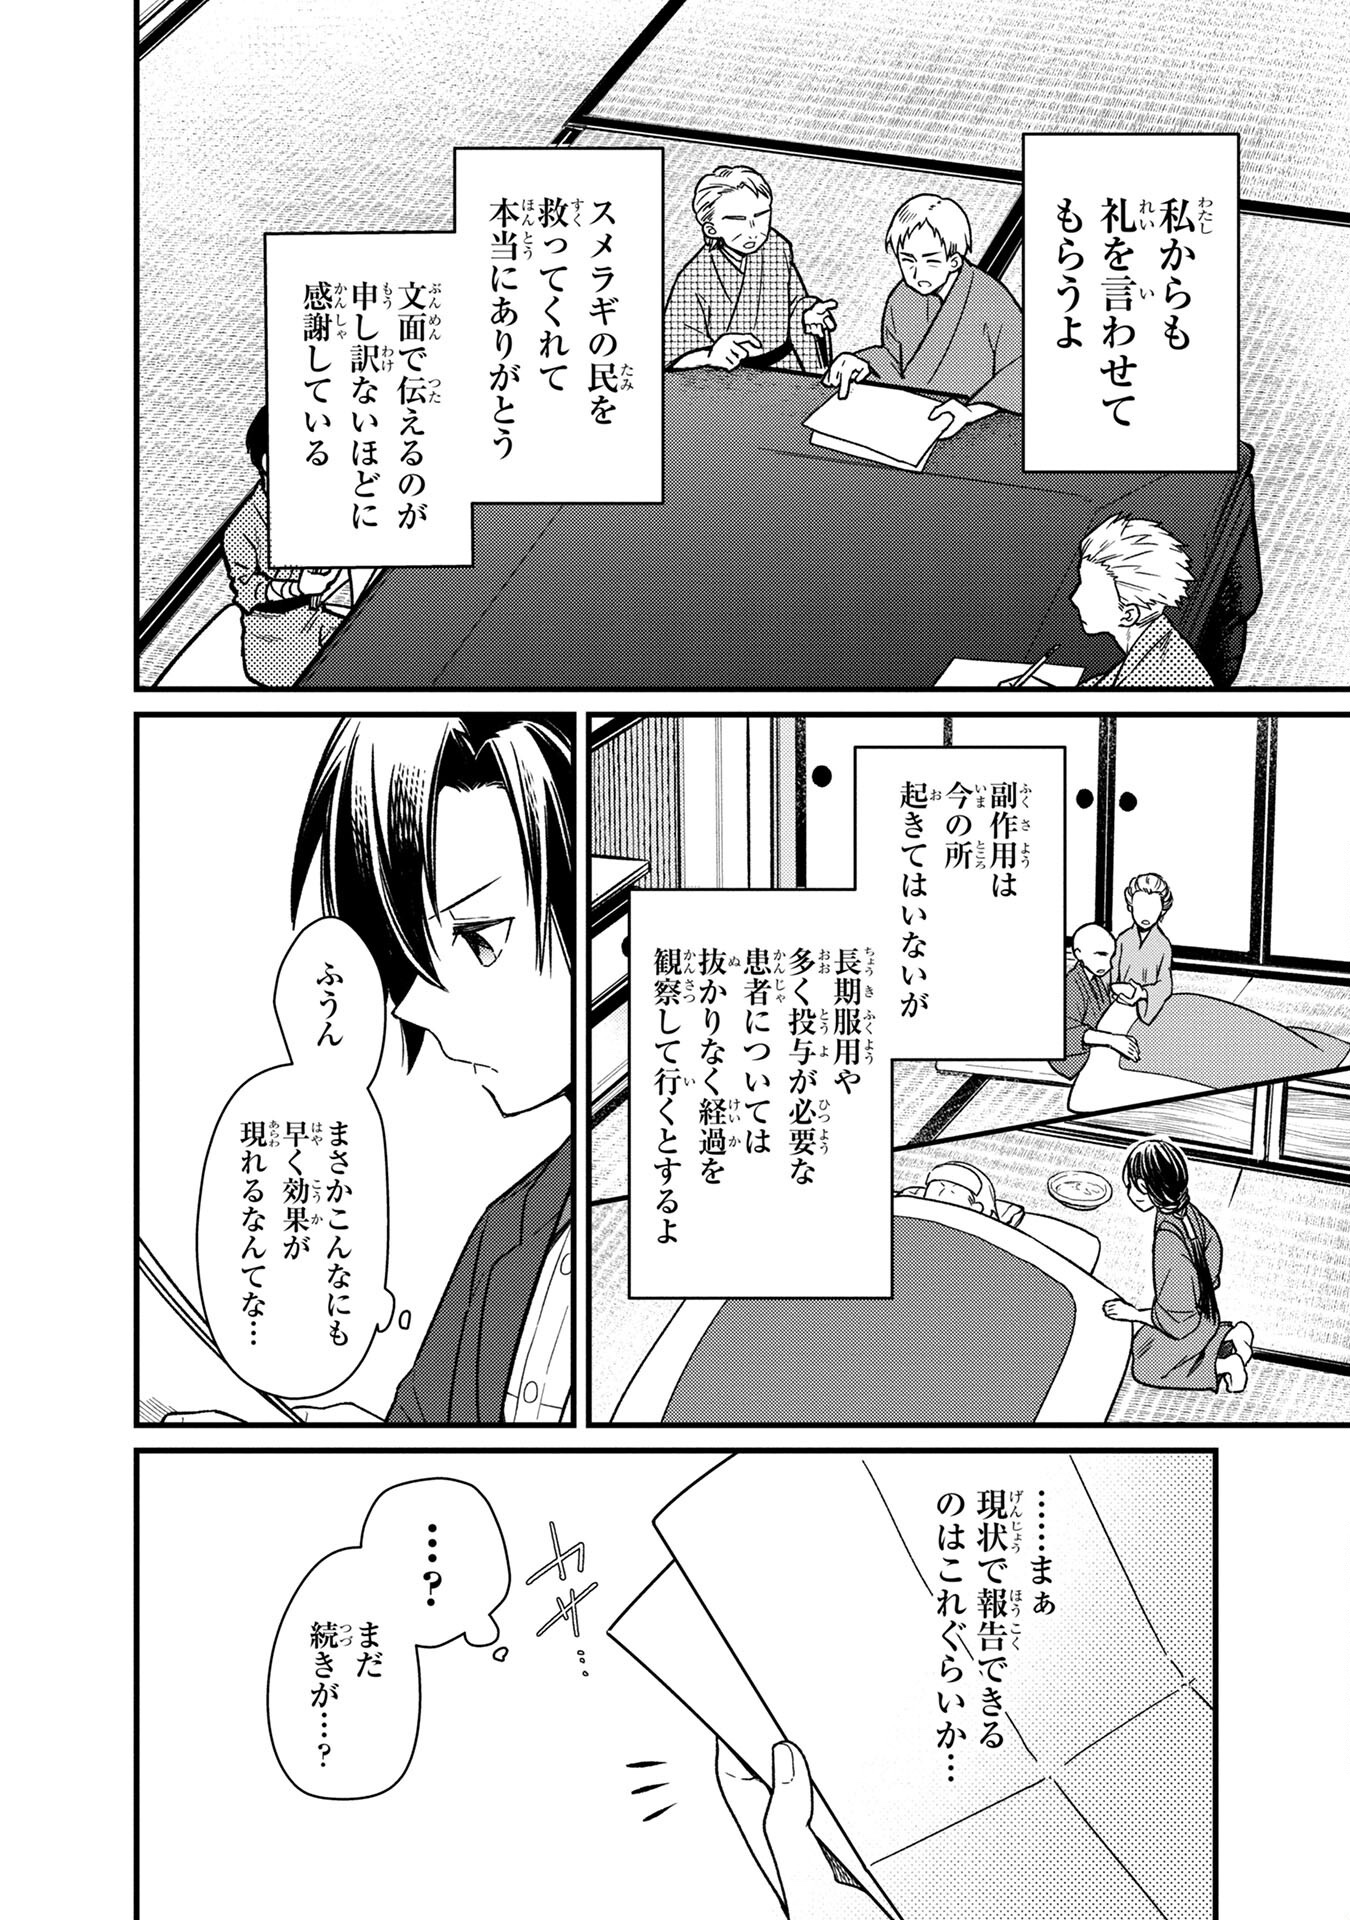 私からも
礼を言わせて
もらうよ
スメラギの民を
救ってくれて
本当にありがとう
文面で伝えるのが
申し訳ないほどに
感謝している
副作用は
今の所
起きてはいないが
長期服用や
多く投与が必要な
患者については
抜かりなく経過を
観察して行くとするよ
ふうん
まさかこんなにも
早く効果が
現れるなんてな…
……まぁ
現状で報告できる
のはこれぐらいか…
カサ…
…?
まだ
続きが…?